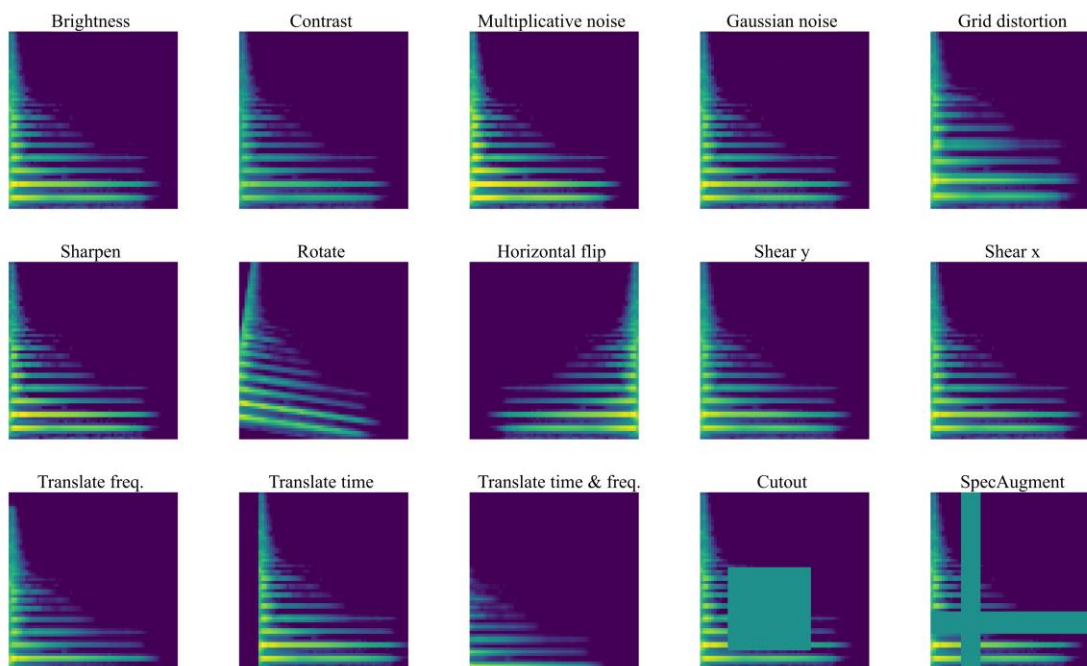 Brightness
Contrast
Multiplicative noise
Gaussian noise
Grid distortion
Sharpen
Rotate
Horizontal flip
Shear y
Shear x
Translate freq.
Translate time
Translate time & freq.
Cutout
SpecAugment